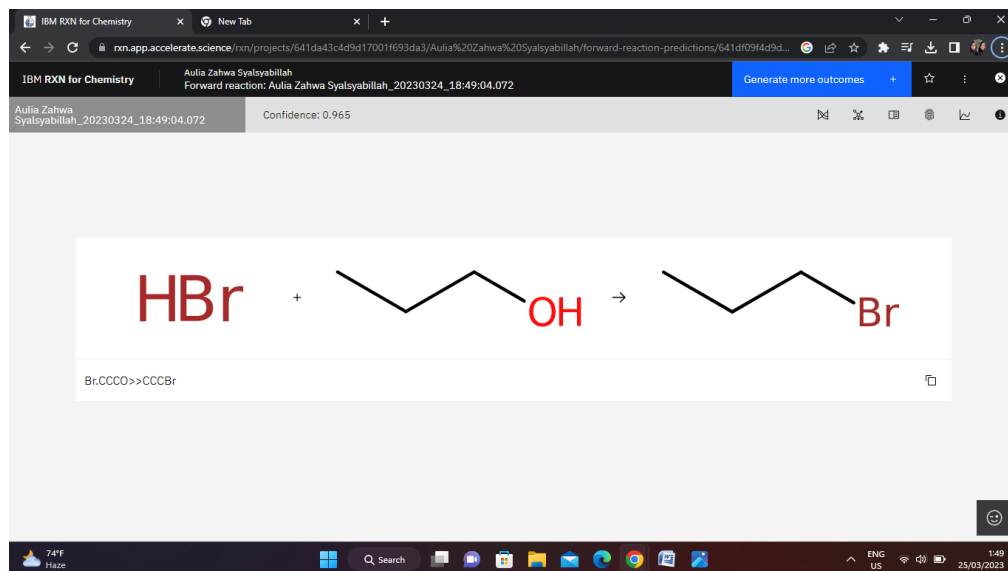 IBM RXN for Chemistry
New Tab
rxn.app.accelerate.science/rxn/projects/641da43c4d9d17001f693da3/Aulia%20Zahwa%20Syalsyabillah/forward-reaction-predictions/641df09f4d9d...
IBM RXN for Chemistry
Aulia Zahwa Syalsyabillah
Forward reaction: Aulia Zahwa Syalsyabillah_20230324_18:49:04.072
Generate more outcomes +
Aulia Zahwa
Syalsyabillah_20230324_18:49:04.072
Confidence: 0.965
HBr + OH → Br
Br.CCCO>>CCCBr
74°F
Haze
Search
ENG
US
1:49
25/03/2023